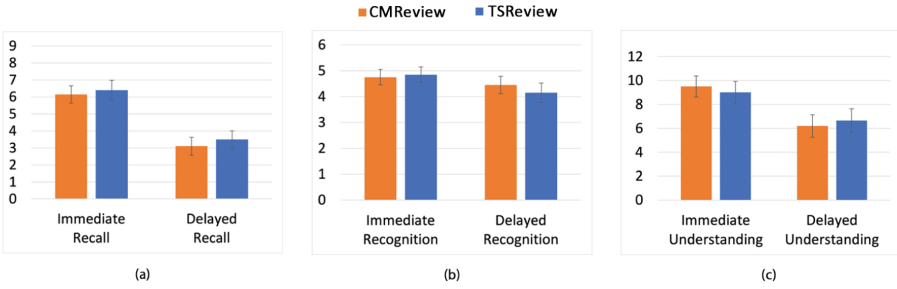 CMReview TSReview
9
8
7
6
5
4
3
2
1
0
Immediate
Recall
Delayed
Recall
(a)
6
5
4
3
2
1
0
Immediate
Recognition
Delayed
Recognition
(b)
12
10
8
6
4
2
0
Immediate
Understanding
Delayed
Understanding
(c)